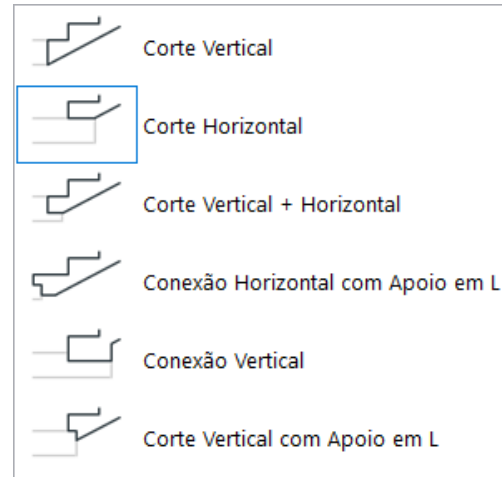 Corte Vertical
Corte Horizontal
Corte Vertical + Horizontal
Conexão Horizontal com Apoio em L
Conexão Vertical
Corte Vertical com Apoio em L